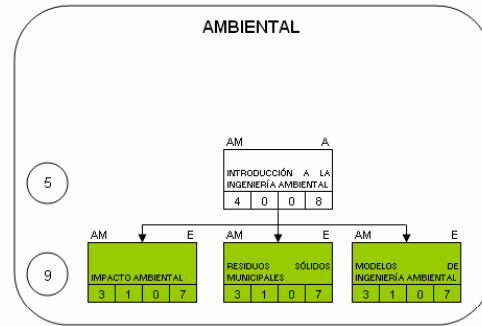 AMBIENTAL
AM A
INTRODUCCIÓN A LA
INGENIERÍA AMBIENTAL
4 0 0 8
5
AM E
IMPACTO AMBIENTAL
3 1 0 7
AM E
RESIDUOS SÓLIDOS
MUNICIPALES
3 1 0 7
AM E
MODELOS DE
INGENIERÍA AMBIENTAL
3 1 0 7
9